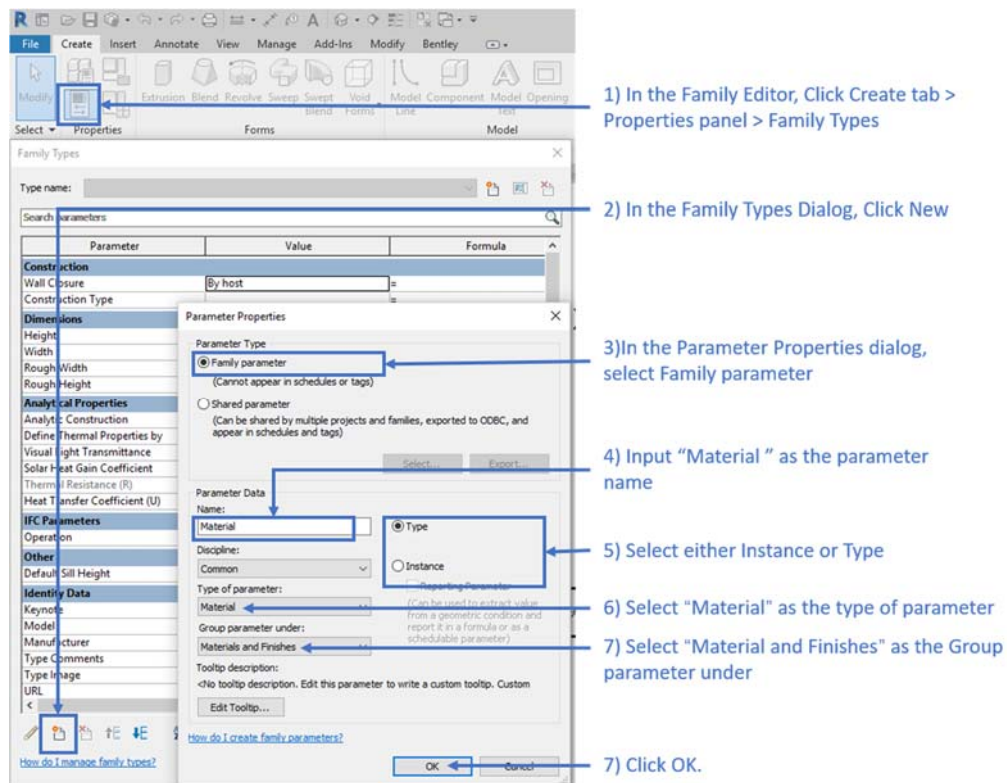 File Create Insert Annotate View Manage Add-Ins Modify Bentley
Modify Extrusion Blend Revolve Sweep Swept Blend Void Forms Model Line Component Model Text Opening
Select Properties Forms Model
1) In the Family Editor, Click Create tab >
Properties panel > Family Types
Family Types
Type name:
Search parameters
2) In the Family Types Dialog, Click New
Parameter Value Formula
Construction
Wall Closure By host =
Construction Type =
Dimensions
Height
Width
Rough Width
Rough Height
Analytical Properties
Analytic Construction
Define Thermal Properties by
Visual Light Transmittance
Solar Heat Gain Coefficient
Thermal Resistance (R)
Heat Transfer Coefficient (U)
IFC Parameters
Operation
Other
Default Sill Height
Identity Data
Keynote
Model
Manufacturer
Type Comments
Type Image
URL
How do I manage family types?
Parameter Properties
Parameter Type
Family parameter
(Cannot appear in schedules or tags)
Shared parameter
(Can be shared by multiple projects and families, exported to ODBC, and
appear in schedules and tags)
Select... Export...
3)In the Parameter Properties dialog,
select Family parameter
Parameter Data
Name:
Material
Type
Discipline:
Common
Instance
Reporting Parameter
(Can be used to extract value
from a geometric condition and
report it in a formula or as a
schedulable parameter)
Type of parameter:
Material
Group parameter under:
Materials and Finishes
Tooltip description:
<No tooltip description. Edit this parameter to write a custom tooltip. Custom
Edit Tooltip...
How do I create family parameters?
OK Cancel
4) Input “Material ” as the parameter
name
5) Select either Instance or Type
6) Select “Material” as the type of parameter
7) Select “Material and Finishes” as the Group
parameter under
7) Click OK.